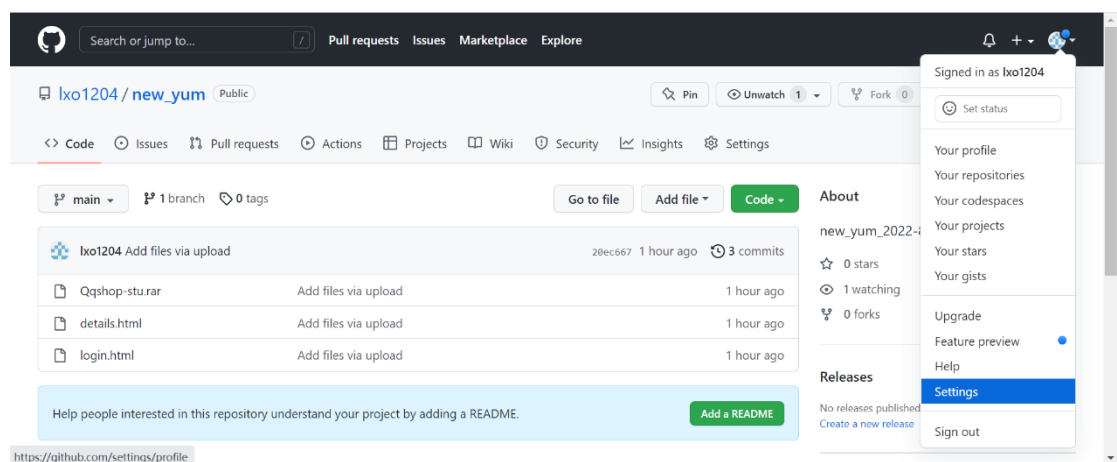 Search or jump to... / Pull requests Issues Marketplace Explore
Signed in as lxo1204
lxo1204 / new_yum Public
Pin Unwatch 1 Fork 0
Set status
Code Issues Pull requests Actions Projects Wiki Security Insights Settings
Your profile
Your repositories
Your codespaces
Your projects
Your stars
Your gists
Upgrade
Feature preview
Help
Settings
Sign out
main 1 branch 0 tags
Go to file Add file Code
lxo1204 Add files via upload 20ec667 1 hour ago 3 commits
Qqshop-stu.rar Add files via upload 1 hour ago
details.html Add files via upload 1 hour ago
login.html Add files via upload 1 hour ago
Help people interested in this repository understand your project by adding a README. Add a README
About
new_yum_2022-
0 stars
1 watching
0 forks
Releases
No releases published
Create a new release
https://github.com/settings/profile